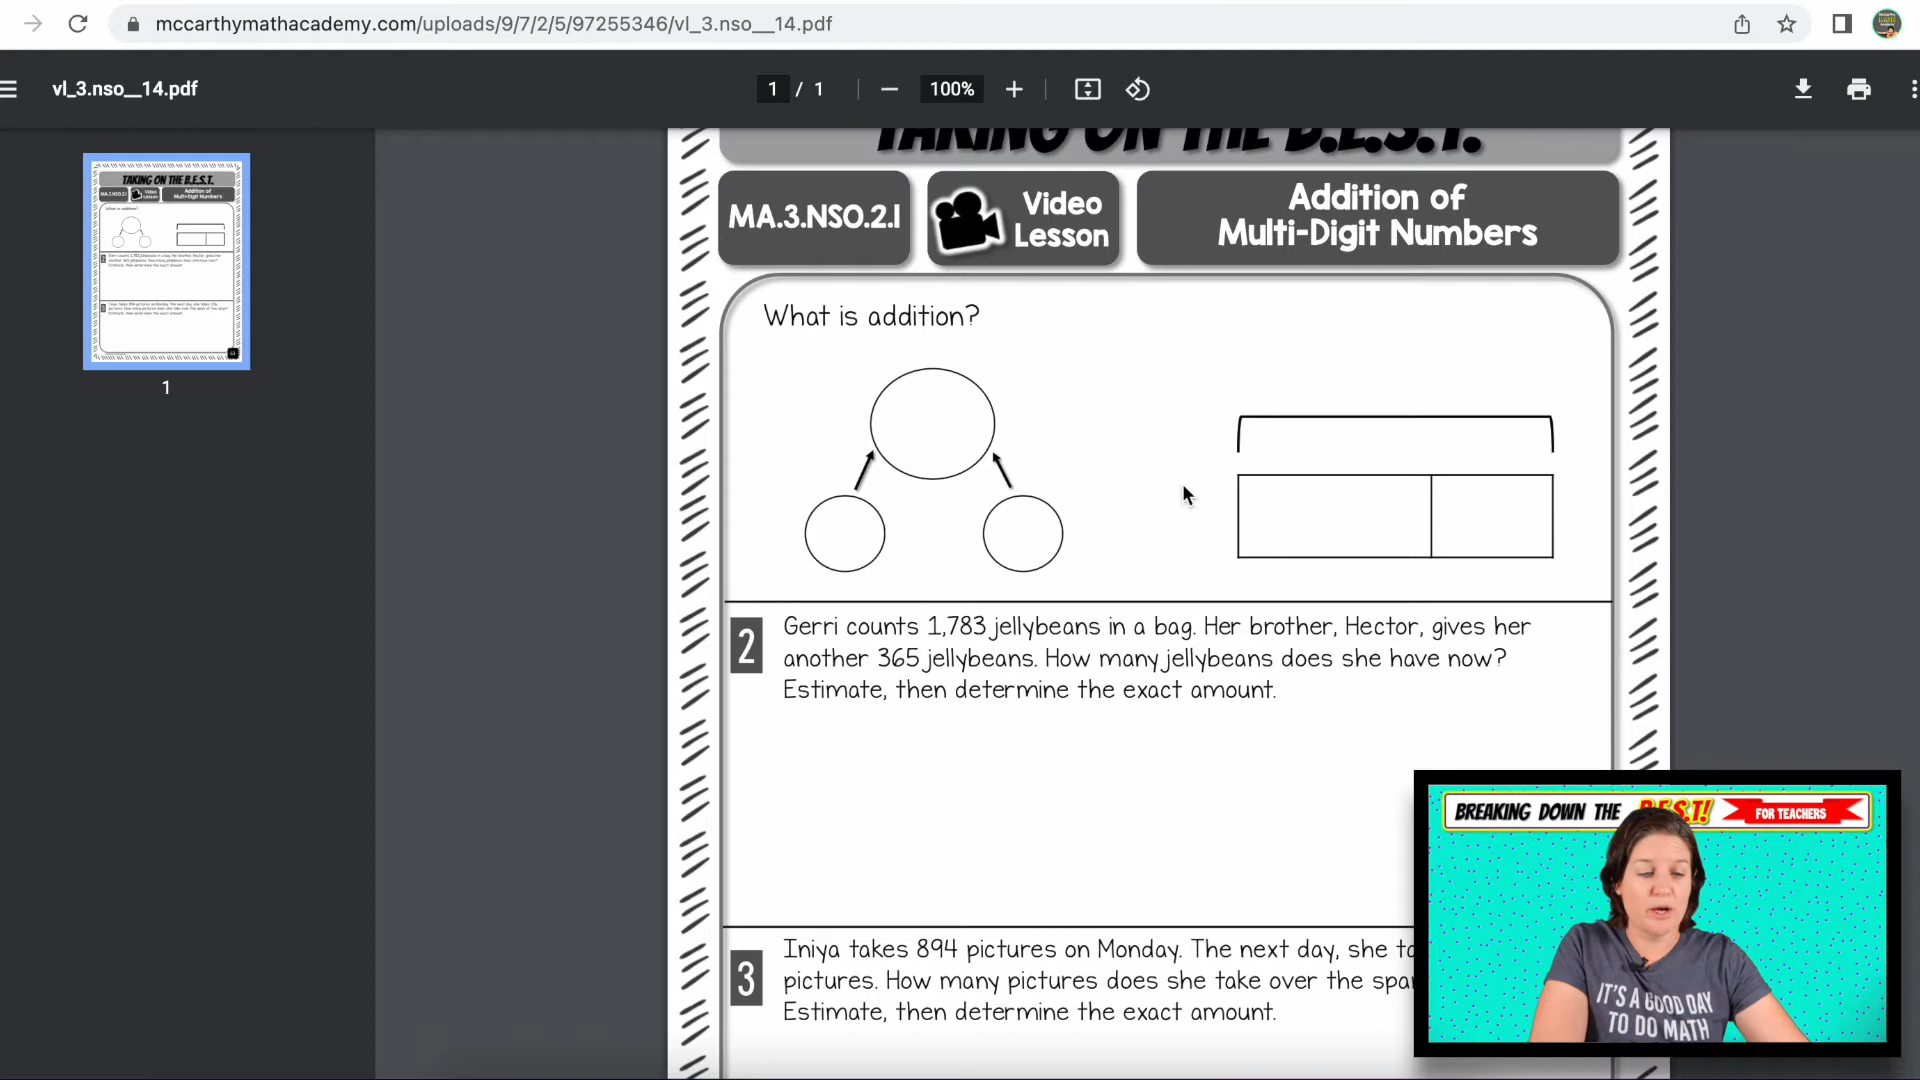 mccarthymathacademy.com/uploads/9/7/2/5/97255346/vl_3.nso__14.pdf
vl_3.nso__14.pdf
1 / 1
100%
TAKING ON THE B.E.S.T.
MA.3.NSO.2.1
Video
Lesson
Addition of
Multi-Digit Numbers
1
What is addition?
2
Gerri counts 1,783 jellybeans in a bag. Her brother, Hector, gives her
another 365 jellybeans. How many jellybeans does she have now?
Estimate, then determine the exact amount.
3
Iniya takes 894 pictures on Monday. The next day, she ta
pictures. How many pictures does she take over the spa
Estimate, then determine the exact amount.
BREAKING DOWN THE B.E.S.T!
FOR TEACHERS
IT'S A GOOD DAY
TO DO MATH